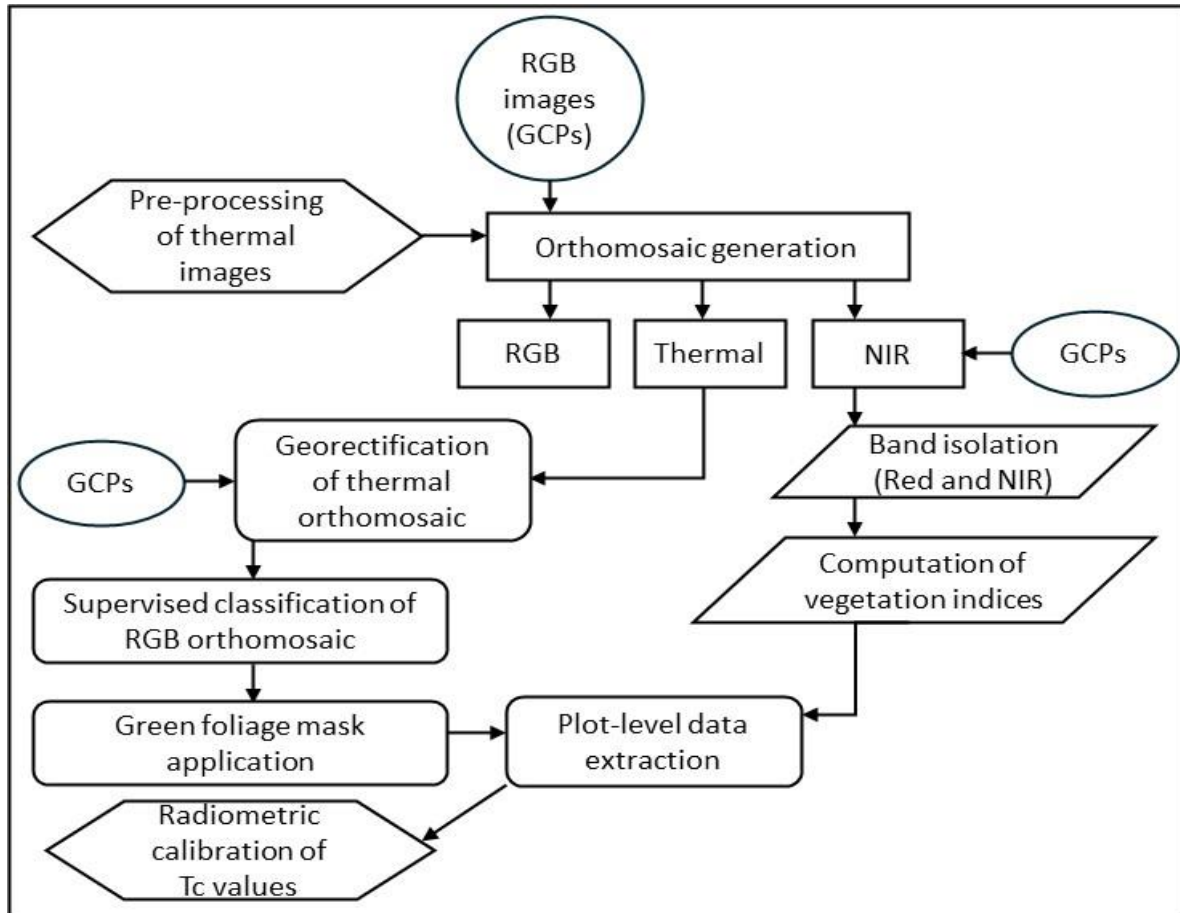 RGB
images
(GCPs)
Pre-processing
of thermal
images
Orthomosaic generation
RGB
Thermal
NIR
GCPs
GCPs
Georectification
of thermal
orthomosaic
Band isolation
(Red and NIR)
Supervised classification of
RGB orthomosaic
Computation of
vegetation indices
Green foliage mask
application
Plot-level data
extraction
Radiometric
calibration of
Tc values